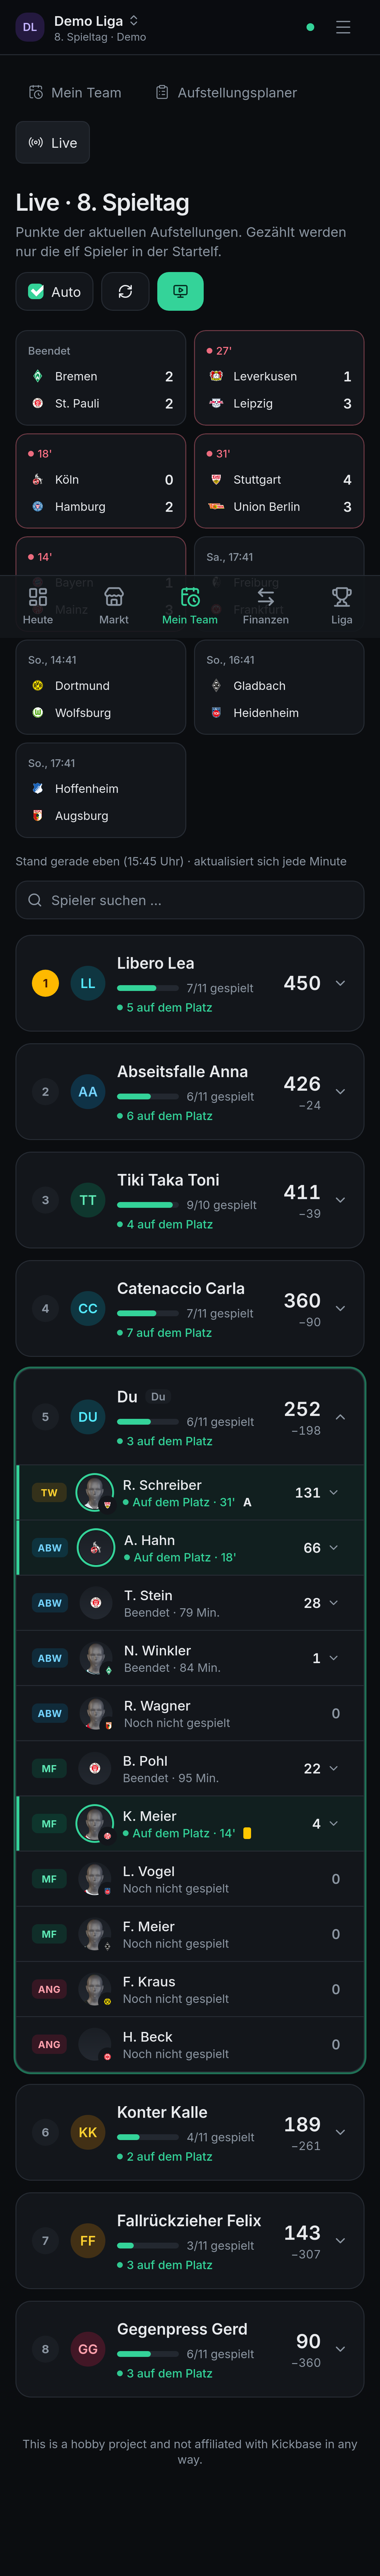 DL
Demo Liga
8. Spieltag · Demo
Mein Team
Aufstellungsplaner
Live
Live · 8. Spieltag
Punkte der aktuellen Aufstellungen. Gezählt werden
nur die elf Spieler in der Startelf.
Auto
Beendet
Bremen 2
St. Pauli 2
27'
Leverkusen 1
Leipzig 3
18'
Köln 0
Hamburg 2
31'
Stuttgart 4
Union Berlin 3
14'
Bayern 1
Mainz 3
Sa., 17:41
Freiburg
Frankfurt
Heute
Markt
Mein Team
Finanzen
Liga
So., 14:41
Dortmund
Wolfsburg
So., 16:41
Gladbach
Heidenheim
So., 17:41
Hoffenheim
Augsburg
Stand gerade eben (15:45 Uhr) · aktualisiert sich jede Minute
Spieler suchen ...
1 LL Libero Lea
7/11 gespielt
5 auf dem Platz
450
2 AA Abseitsfalle Anna
6/11 gespielt
6 auf dem Platz
426
−24
3 TT Tiki Taka Toni
9/10 gespielt
4 auf dem Platz
411
−39
4 CC Catenaccio Carla
7/11 gespielt
7 auf dem Platz
360
−90
5 DU Du Du
6/11 gespielt
3 auf dem Platz
252
−198
TW R. Schreiber 131
Auf dem Platz · 31' A
ABW A. Hahn 66
Auf dem Platz · 18'
ABW T. Stein 28
Beendet · 79 Min.
ABW N. Winkler 1
Beendet · 84 Min.
ABW R. Wagner 0
Noch nicht gespielt
MF B. Pohl 22
Beendet · 95 Min.
MF K. Meier 4
Auf dem Platz · 14'
MF L. Vogel 0
Noch nicht gespielt
MF F. Meier 0
Noch nicht gespielt
ANG F. Kraus 0
Noch nicht gespielt
ANG H. Beck 0
Noch nicht gespielt
6 KK Konter Kalle
4/11 gespielt
2 auf dem Platz
189
−261
7 FF Fallrückzieher Felix
3/11 gespielt
3 auf dem Platz
143
−307
8 GG Gegenpress Gerd
6/11 gespielt
3 auf dem Platz
90
−360
This is a hobby project and not affiliated with Kickbase in any
way.